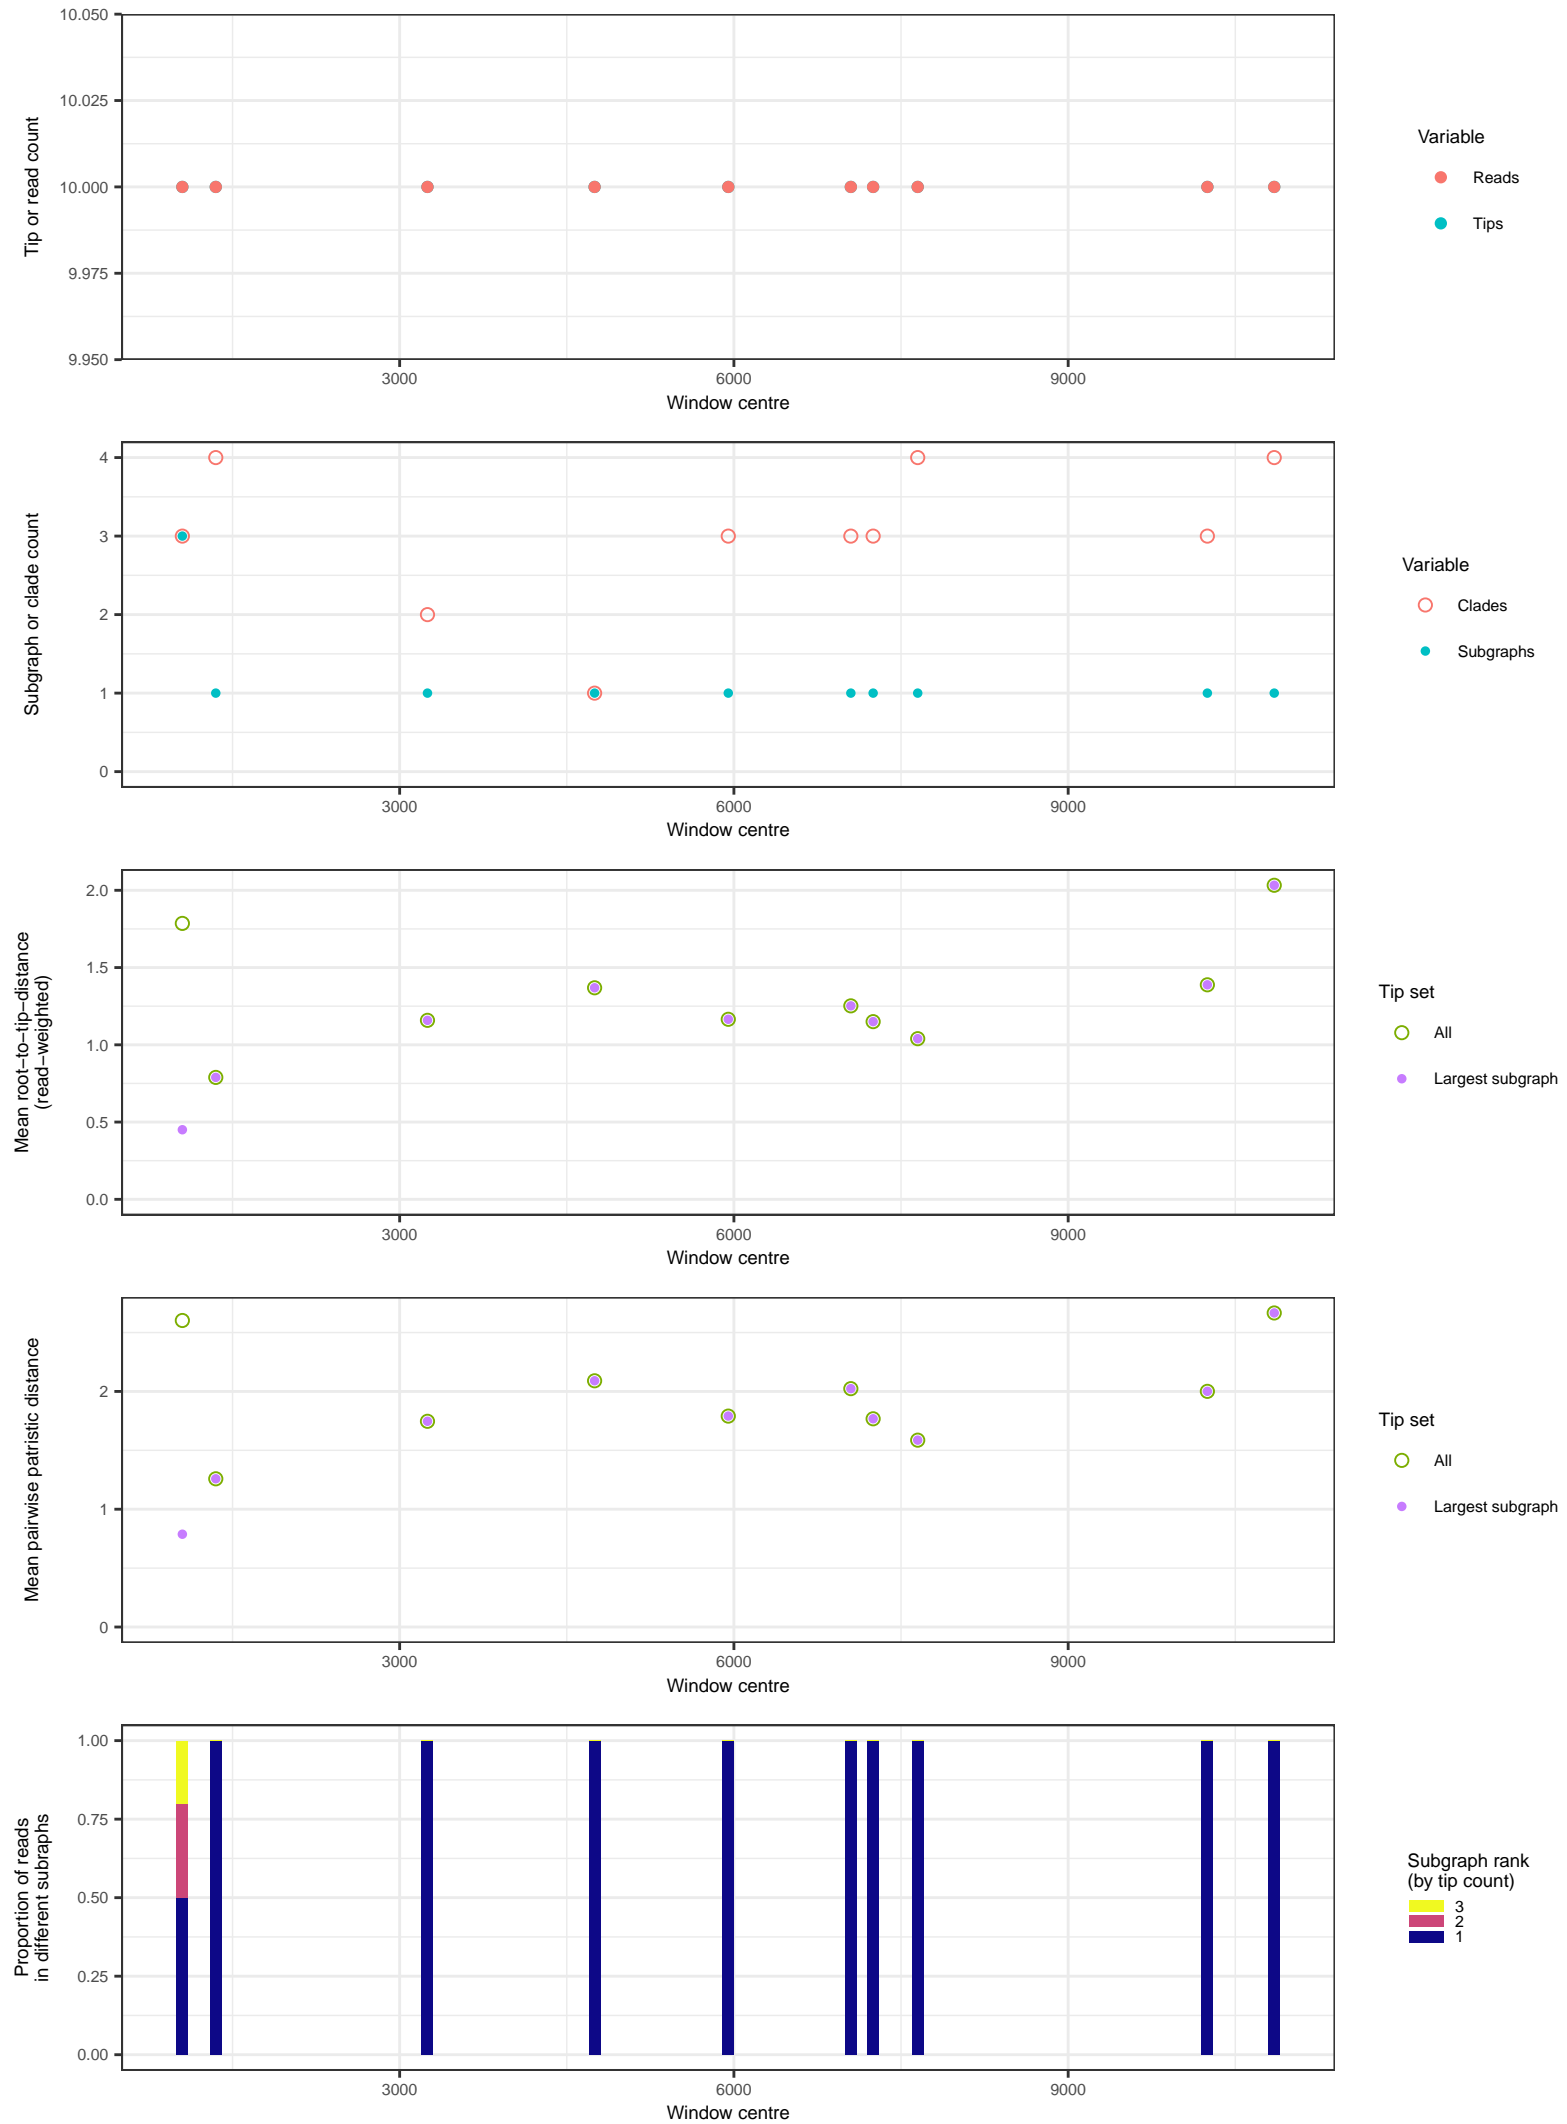 10.050
10.025
10.000
9.975
9.950
Tip or read count
3000 6000 9000
Window centre
Variable
Reads
Tips
4
3
2
1
0
Subgraph or clade count
3000 6000 9000
Window centre
Variable
Clades
Subgraphs
2.0
1.5
1.0
0.5
0.0
Mean root−to−tip−distance
(read−weighted)
3000 6000 9000
Window centre
Tip set
All
Largest subgraph
2
1
0
Mean pairwise patristic distance
3000 6000 9000
Window centre
Tip set
All
Largest subgraph
1.00
0.75
0.50
0.25
0.00
Proportion of reads
in different subraphs
3000 6000 9000
Window centre
Subgraph rank
(by tip count)
3
2
1